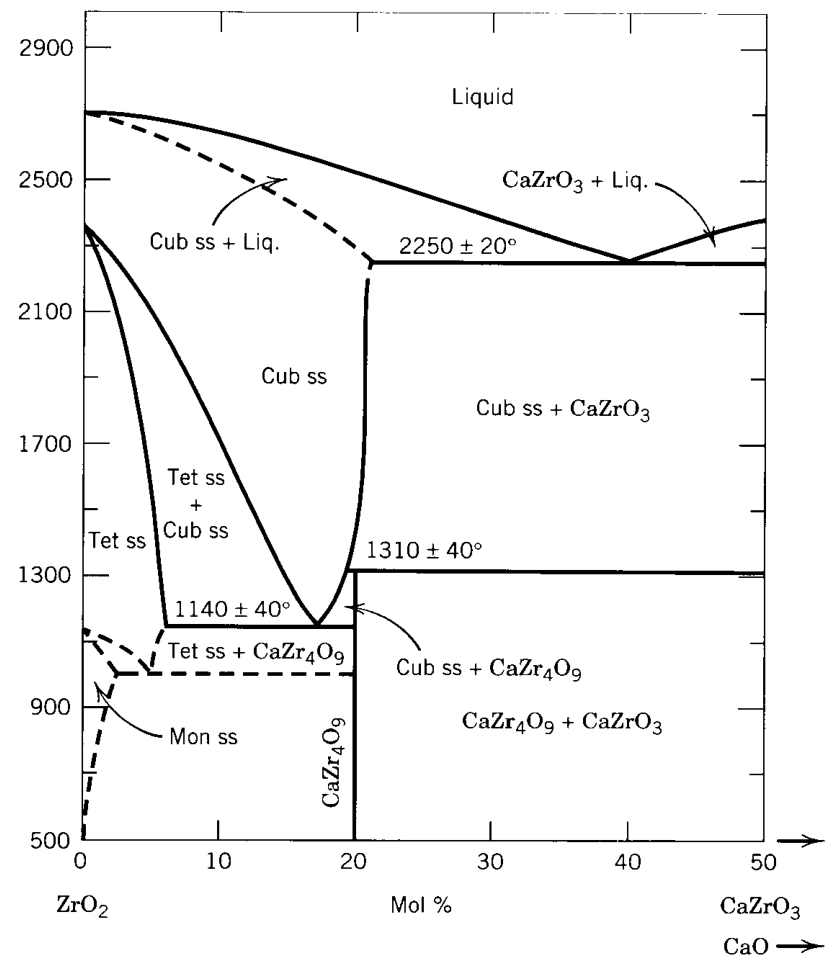 2900
Liquid
2500
CaZrO₃ + Liq.
Cub ss + Liq.
2250 ± 20°
2100
Cub ss
Cub ss + CaZrO₃
1700
Tet ss
+
Cub ss
Tet ss
1310 ± 40°
1300
1140 ± 40°
Tet ss + CaZr₄O₉
Cub ss + CaZr₄O₉
900
Mon ss
CaZr₄O₉ + CaZrO₃
CaZr₄O₉
500
0 10 20 30 40 50
ZrO₂ Mol % CaZrO₃
CaO